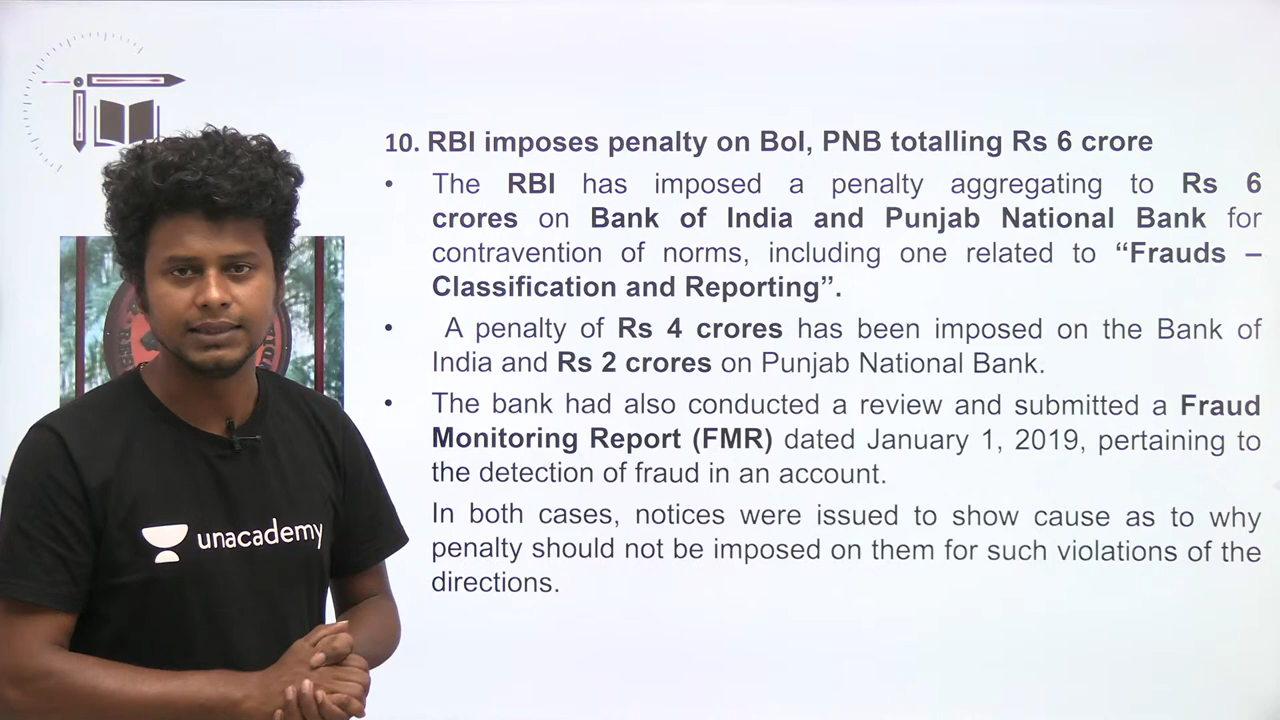 10. RBI imposes penalty on BoI, PNB totalling Rs 6 crore
• The RBI has imposed a penalty aggregating to Rs 6
crores on Bank of India and Punjab National Bank for
contravention of norms, including one related to “Frauds –
Classification and Reporting”.
• A penalty of Rs 4 crores has been imposed on the Bank of
India and Rs 2 crores on Punjab National Bank.
• The bank had also conducted a review and submitted a Fraud
Monitoring Report (FMR) dated January 1, 2019, pertaining to
the detection of fraud in an account.
In both cases, notices were issued to show cause as to why
penalty should not be imposed on them for such violations of the
directions.
unacademy